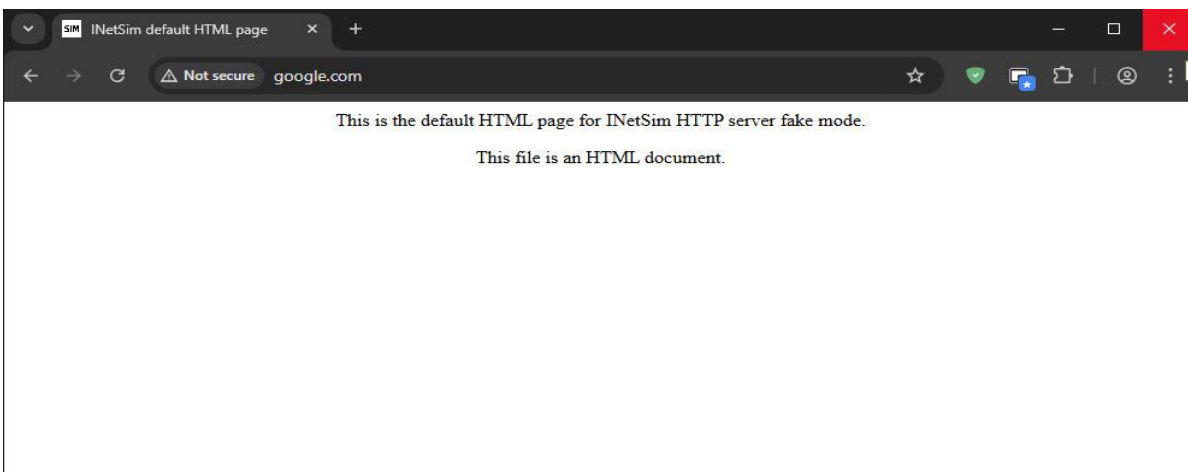 SIM INetSim default HTML page
Not secure google.com
This is the default HTML page for INetSim HTTP server fake mode.
This file is an HTML document.